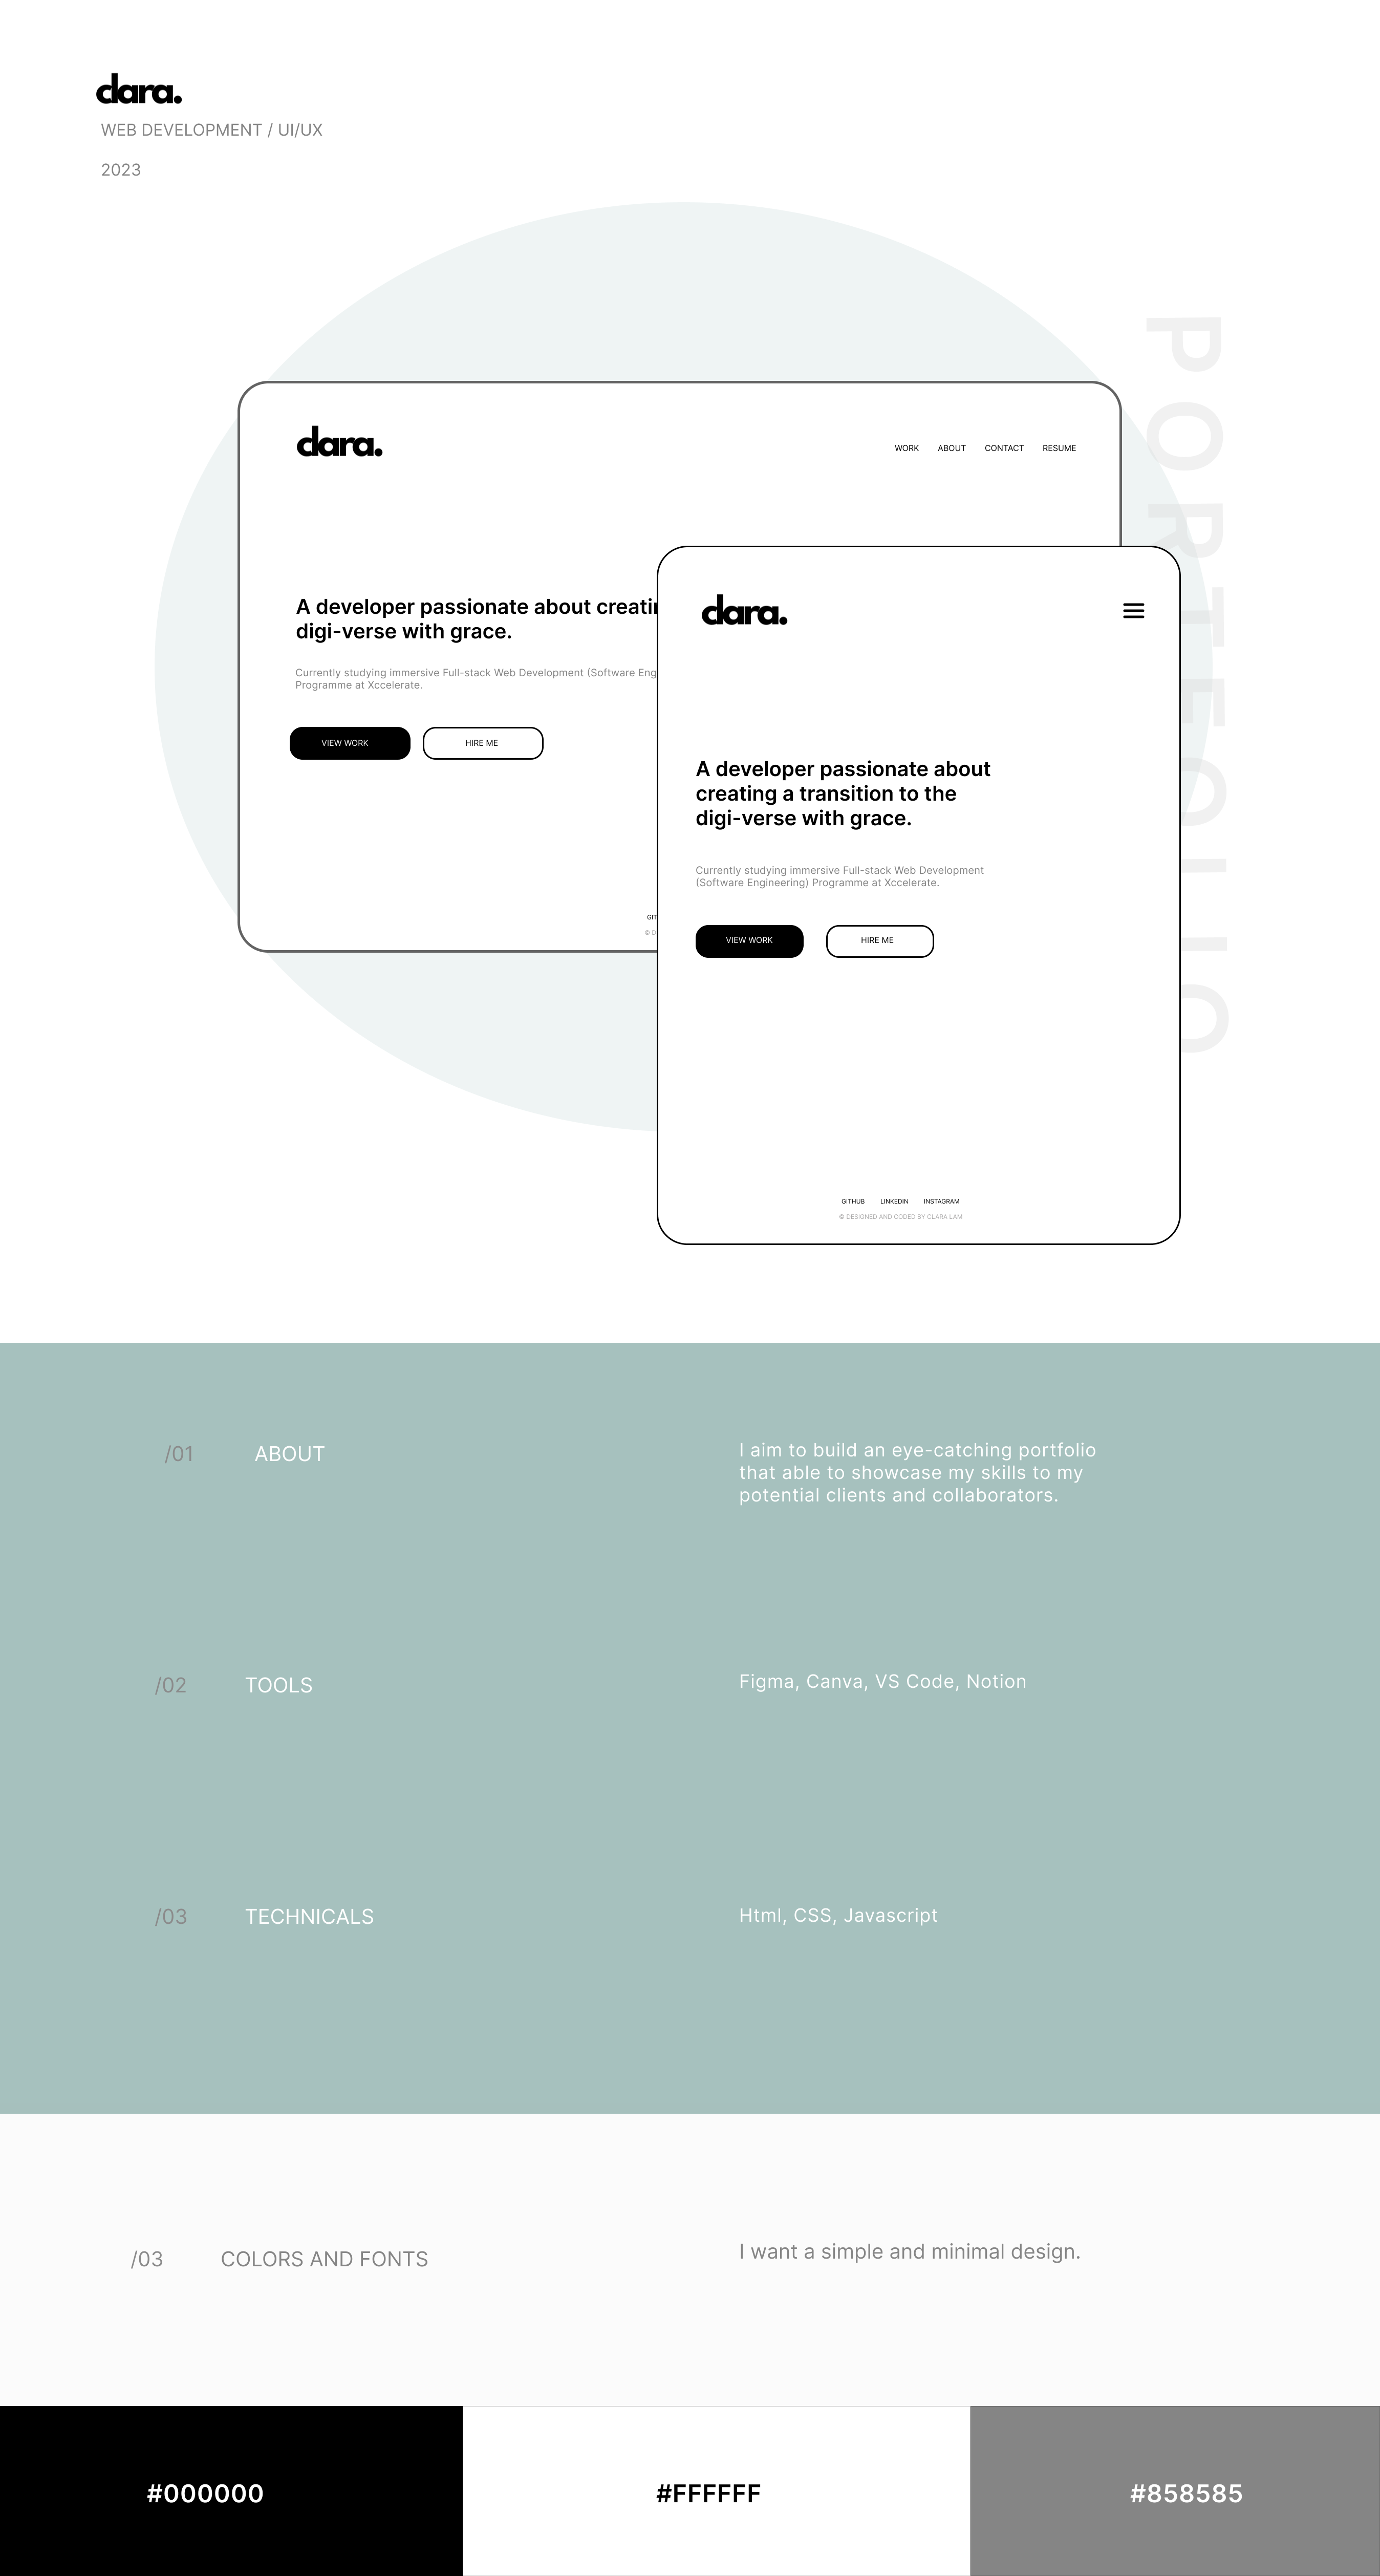 clara.
WEB DEVELOPMENT / UI/UX
2023
PORTFOLIO
clara.
WORK ABOUT CONTACT RESUME
A developer passionate about creatin
digi-verse with grace.
Currently studying immersive Full-stack Web Development (Software Eng
Programme at Xccelerate.
VIEW WORK HIRE ME
GIT
© D
clara.
A developer passionate about
creating a transition to the
digi-verse with grace.
Currently studying immersive Full-stack Web Development
(Software Engineering) Programme at Xccelerate.
VIEW WORK HIRE ME
GITHUB LINKEDIN INSTAGRAM
© DESIGNED AND CODED BY CLARA LAM
/01 ABOUT
I aim to build an eye-catching portfolio
that able to showcase my skills to my
potential clients and collaborators.
/02 TOOLS
Figma, Canva, VS Code, Notion
/03 TECHNICALS
Html, CSS, Javascript
/03 COLORS AND FONTS
I want a simple and minimal design.
#000000
#FFFFFF
#858585